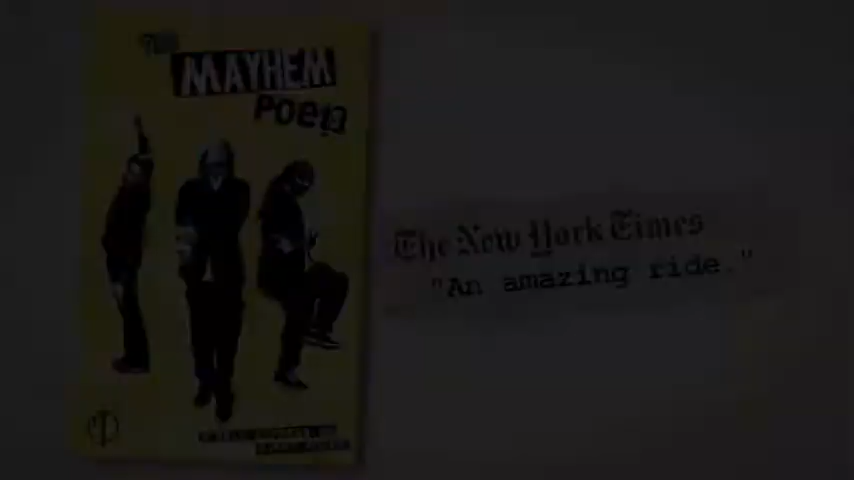 THE
MAYHEM
POETS
The New York Times
"An amazing ride."